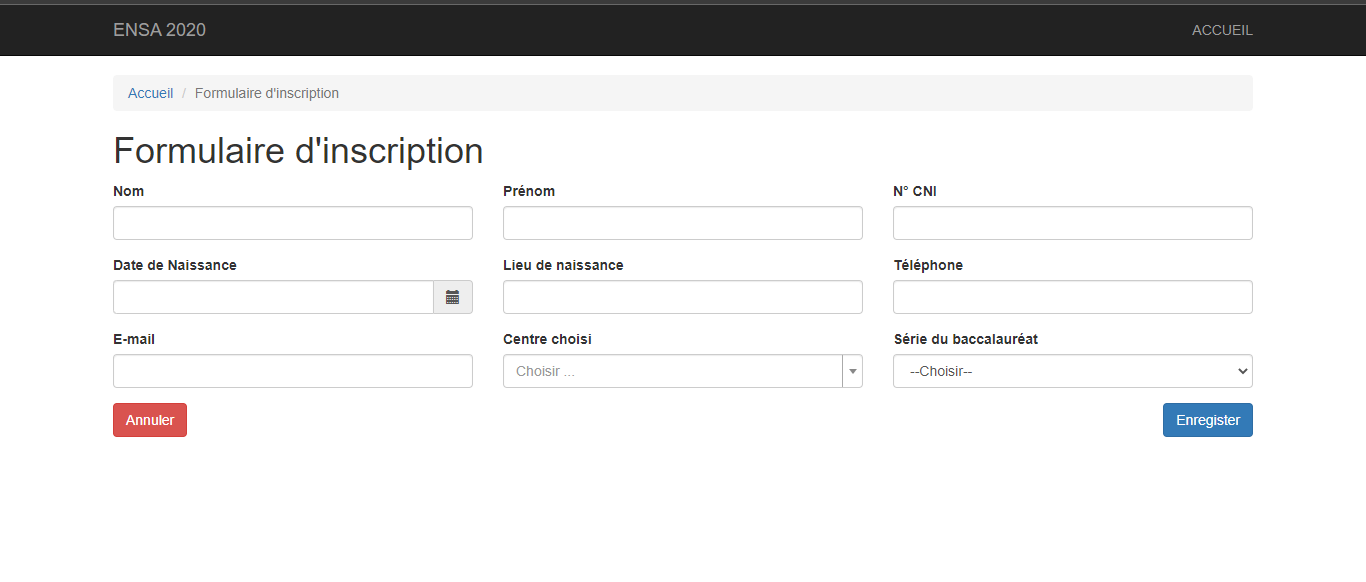 ENSA 2020 ACCUEIL
Accueil / Formulaire d'inscription
Formulaire d'inscription
Nom Prénom N° CNI
Date de Naissance Lieu de naissance Téléphone
E-mail Centre choisi Série du baccalauréat
Choisir ... --Choisir--
Annuler Enregister